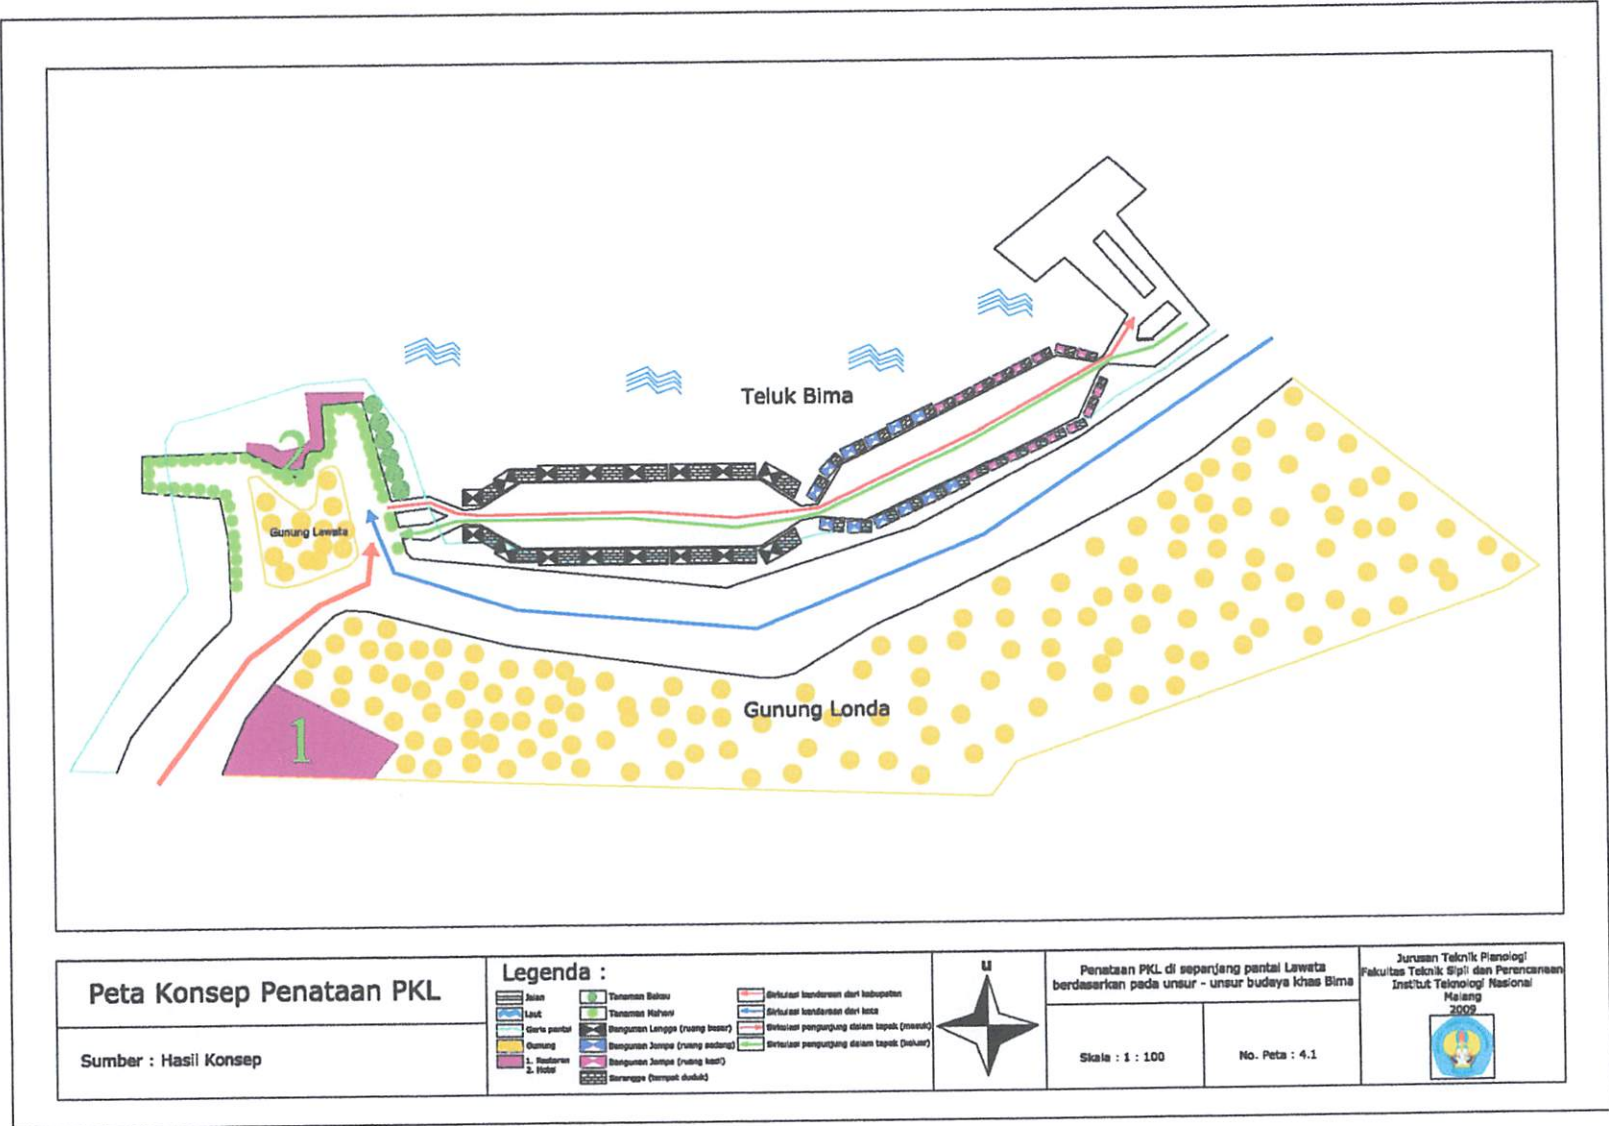 Teluk Bima
Gunung Lawata
Gunung Londa
2
1
Peta Konsep Penataan PKL
Sumber : Hasil Konsep
Legenda :
Jalan
Laut
Garis pantai
Gunung
1. Restoran
2. Hotel
Tanaman Bakau
Tanaman Mahoni
Bangunan Lengge (ruang besar)
Bangunan Jompa (ruang sedang)
Bangunan Jompa (ruang kecil)
Sarangge (tempat duduk)
Sirkulasi kendaraan dari kabupaten
Sirkulasi kendaraan dari kota
Sirkulasi pengunjung dalam tapak (masuk)
Sirkulasi pengunjung dalam tapak (keluar)
U
Penataan PKL di sepanjang pantai Lawata
berdasarkan pada unsur - unsur budaya khas Bima
Skala : 1 : 100
No. Peta : 4.1
Jurusan Teknik Planologi
Fakultas Teknik Sipil dan Perencanaan
Institut Teknologi Nasional
Malang
2009